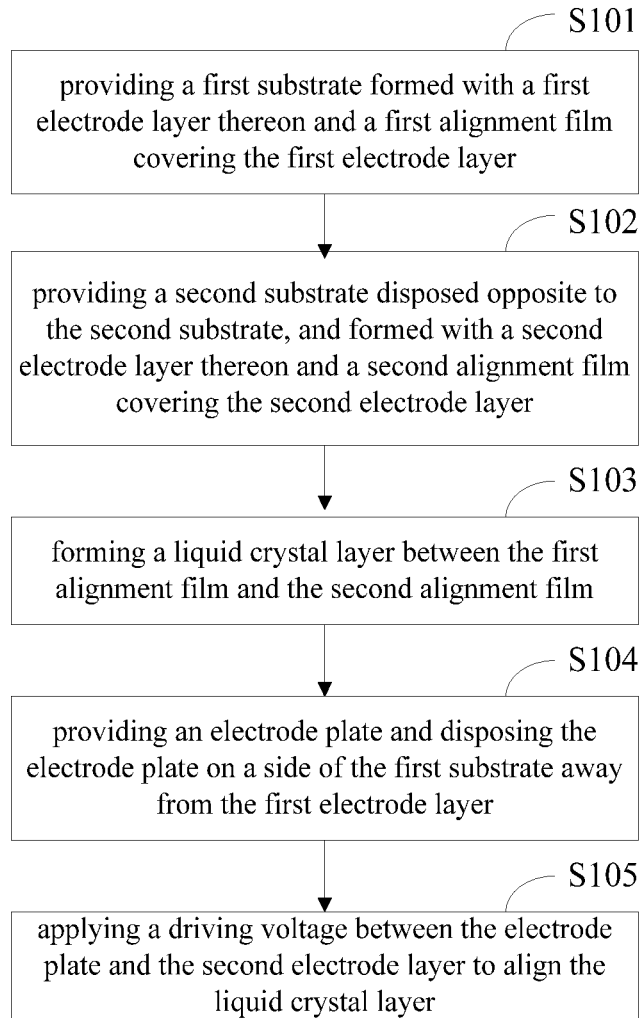 S101
providing a first substrate formed with a first
electrode layer thereon and a first alignment film
covering the first electrode layer
S102
providing a second substrate disposed opposite to
the second substrate, and formed with a second
electrode layer thereon and a second alignment film
covering the second electrode layer
S103
forming a liquid crystal layer between the first
alignment film and the second alignment film
S104
providing an electrode plate and disposing the
electrode plate on a side of the first substrate away
from the first electrode layer
S105
applying a driving voltage between the electrode
plate and the second electrode layer to align the
liquid crystal layer